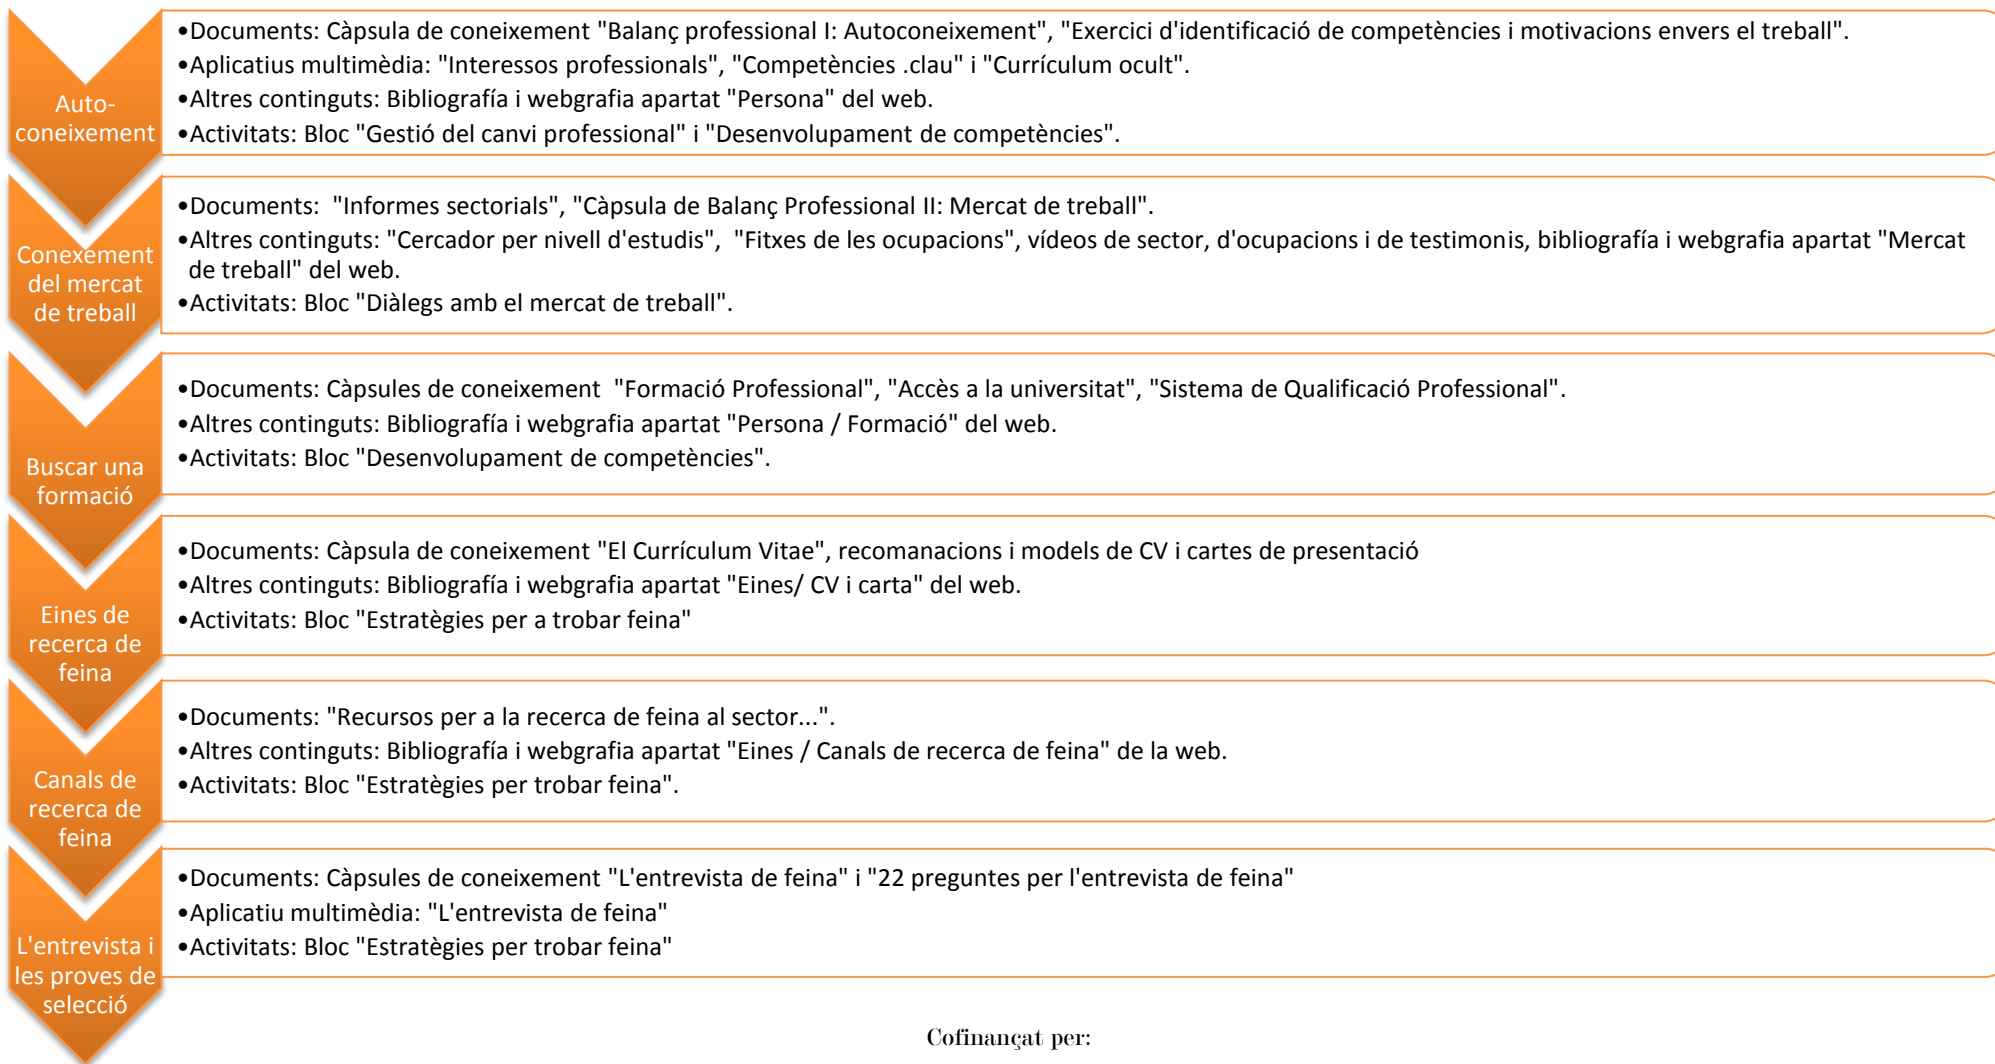 Auto-
coneixement
•Documents: Càpsula de coneixement "Balanç professional I: Autoconeixement", "Exercici d'identificació de competències i motivacions envers el treball".
•Aplicatius multimèdia: "Interessos professionals", "Competències .clau" i "Currículum ocult".
•Altres continguts: Bibliografía i webgrafia apartat "Persona" del web.
•Activitats: Bloc "Gestió del canvi professional" i "Desenvolupament de competències".
Conexement
del mercat
de treball
•Documents:  "Informes sectorials", "Càpsula de Balanç Professional II: Mercat de treball".
•Altres continguts: "Cercador per nivell d'estudis",  "Fitxes de les ocupacions", vídeos de sector, d'ocupacions i de testimonis, bibliografía i webgrafia apartat "Mercat
de treball" del web.
•Activitats: Bloc "Diàlegs amb el mercat de treball".
Buscar una
formació
•Documents: Càpsules de coneixement  "Formació Professional", "Accès a la universitat", "Sistema de Qualificació Professional".
•Altres continguts: Bibliografía i webgrafia apartat "Persona / Formació" del web.
•Activitats: Bloc "Desenvolupament de competències".
Eines de
recerca de
feina
•Documents: Càpsula de coneixement "El Currículum Vitae", recomanacions i models de CV i cartes de presentació
•Altres continguts: Bibliografía i webgrafia apartat "Eines/ CV i carta" del web.
•Activitats: Bloc "Estratègies per a trobar feina"
Canals de
recerca de
feina
•Documents: "Recursos per a la recerca de feina al sector...".
•Altres continguts: Bibliografía i webgrafia apartat "Eines / Canals de recerca de feina" de la web.
•Activitats: Bloc "Estratègies per trobar feina".
L'entrevista i
les proves de
selecció
•Documents: Càpsules de coneixement "L'entrevista de feina" i "22 preguntes per l'entrevista de feina"
•Aplicatiu multimèdia: "L'entrevista de feina"
•Activitats: Bloc "Estratègies per trobar feina"
Cofinançat per: